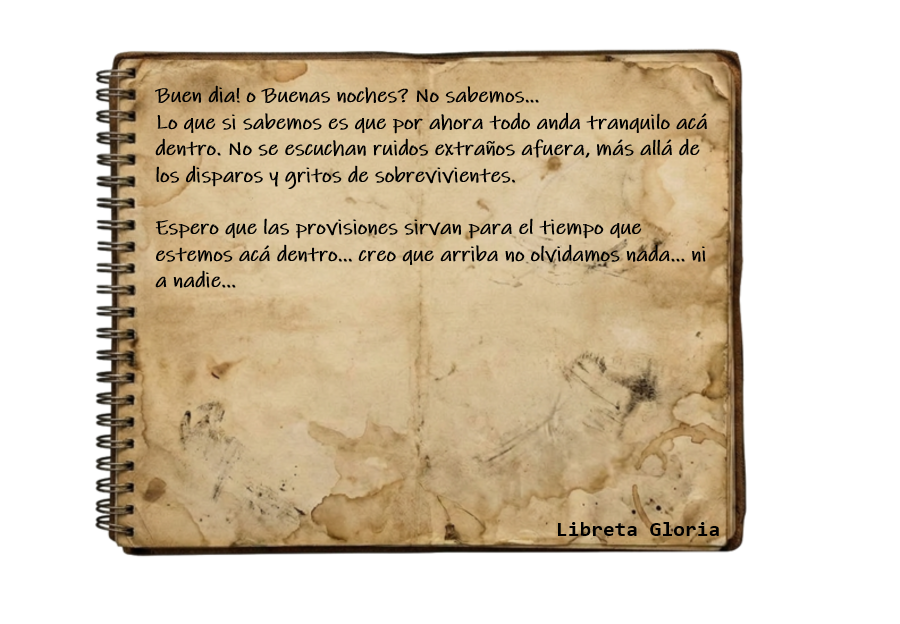 Buen dia! o Buenas noches? No sabemos...
Lo que si sabemos es que por ahora todo anda tranquilo acá
dentro. No se escuchan ruidos extraños afuera, más allá de
los disparos y gritos de sobrevivientes.
Espero que las provisiones sirvan para el tiempo que
estemos acá dentro... creo que arriba no olvidamos nada... ni
a nadie...
Libreta Gloria